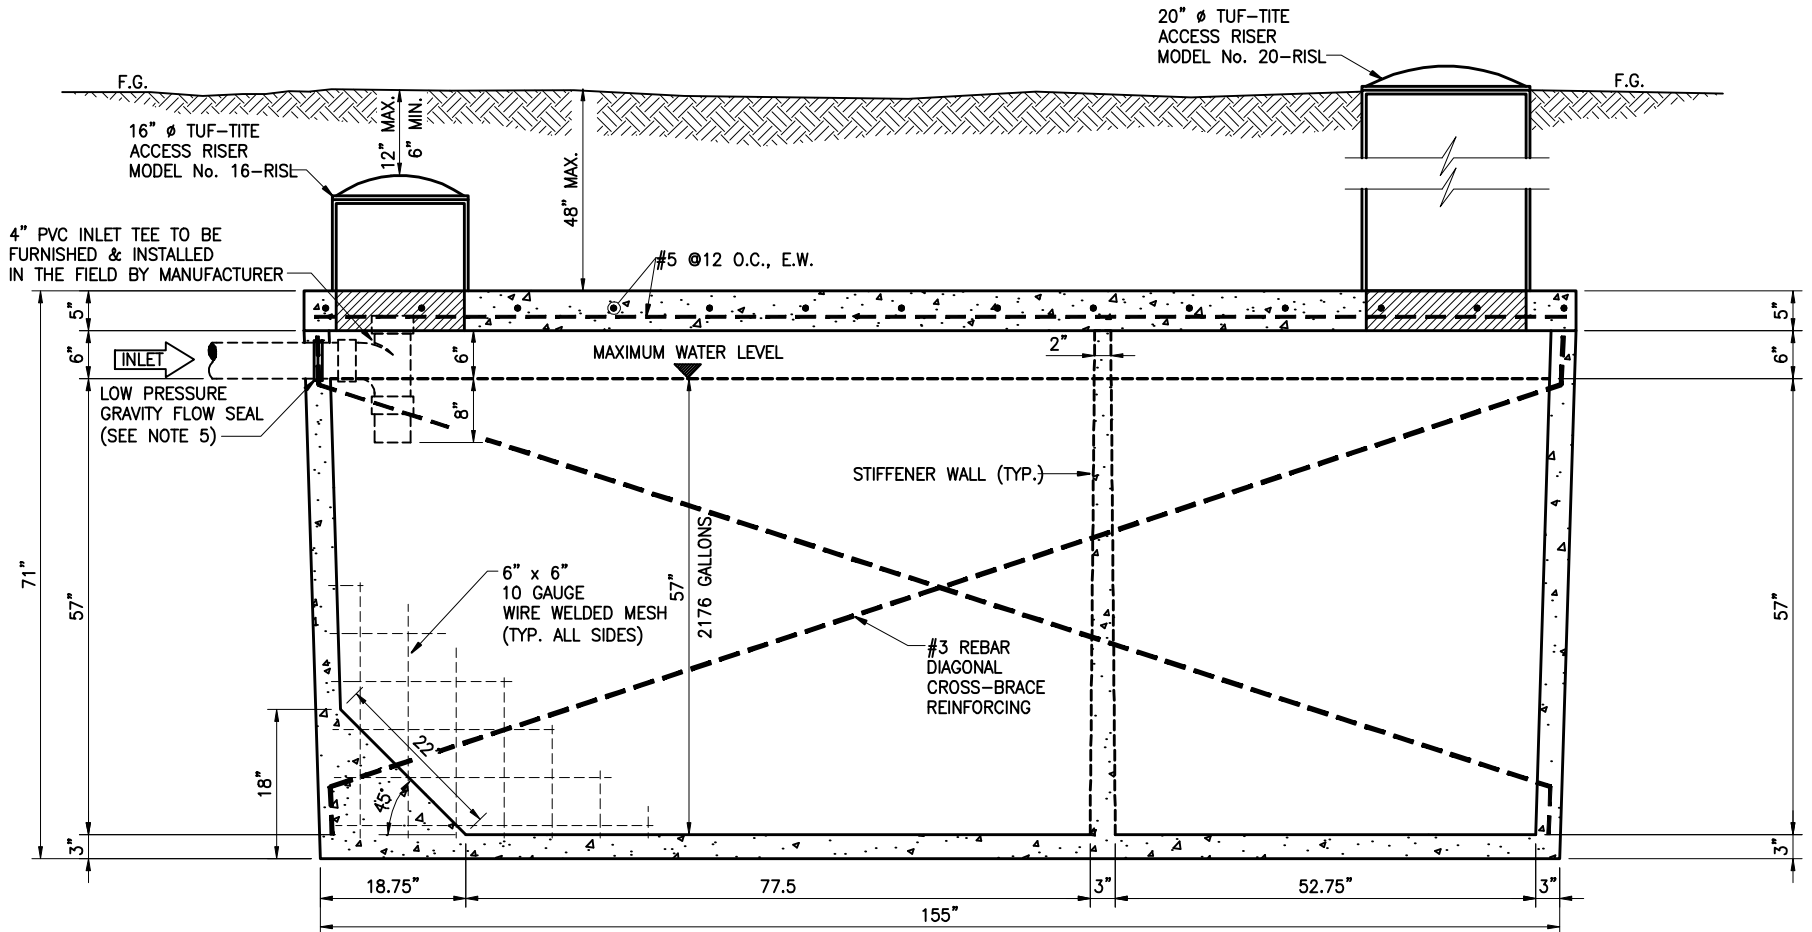 20" ø TUF-TITE
ACCESS RISER
MODEL No. 20-RISL
F.G.
F.G.
16" ø TUF-TITE
ACCESS RISER
MODEL No. 16-RISL
12" MAX.
6" MIN.
48" MAX.
4" PVC INLET TEE TO BE
FURNISHED & INSTALLED
IN THE FIELD BY MANUFACTURER
#5 @12 O.C., E.W.
5"
5"
6"
INLET
6"
MAXIMUM WATER LEVEL
2"
6"
LOW PRESSURE
GRAVITY FLOW SEAL
(SEE NOTE 5)
8"
STIFFENER WALL (TYP.)
71"
57"
6" x 6"
10 GAUGE
WIRE WELDED MESH
(TYP. ALL SIDES)
57"
2176 GALLONS
57"
#3 REBAR
DIAGONAL
CROSS-BRACE
REINFORCING
22
18"
45°
3"
3"
18.75"
77.5
3"
52.75"
3"
155"